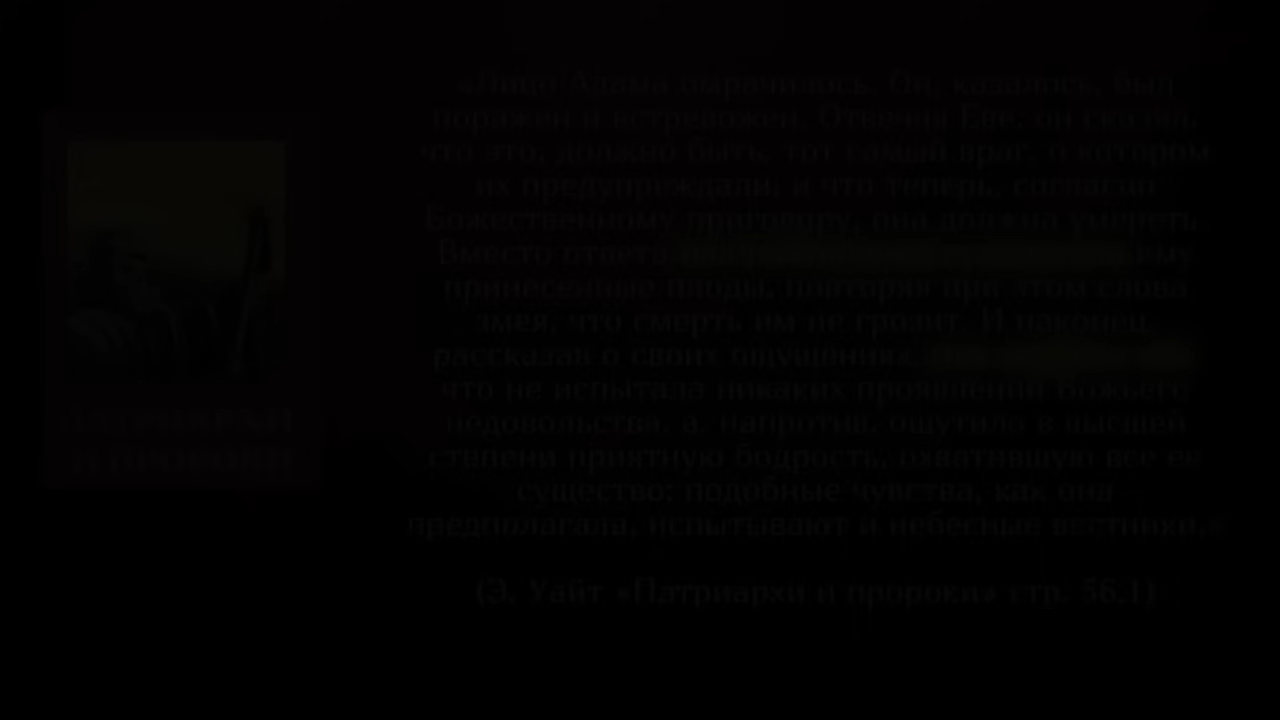 ПАТРИАРХИ
И ПРОРОКИ
«Лицо Адама омрачилось. Он, казалось, был
поражен и встревожен. Отвечая Еве, он сказал,
что это, должно быть, тот самый враг, о котором
их предупреждали, и что теперь, согласно
Божественному приговору, она должна умереть.
Вместо ответа ему
принесенные плоды, повторяя при этом слова
змея, что смерть им не грозит. И наконец,
рассказав о своих ощущениях,
что не испытала никаких проявлений Божьего
недовольства, а, напротив, ощутила в высшей
степени приятную бодрость, охватившую все ее
существо; подобные чувства, как она
предполагала, испытывают и небесные вестники.»
(Э. Уайт «Патриархи и пророки» стр. 56.1)